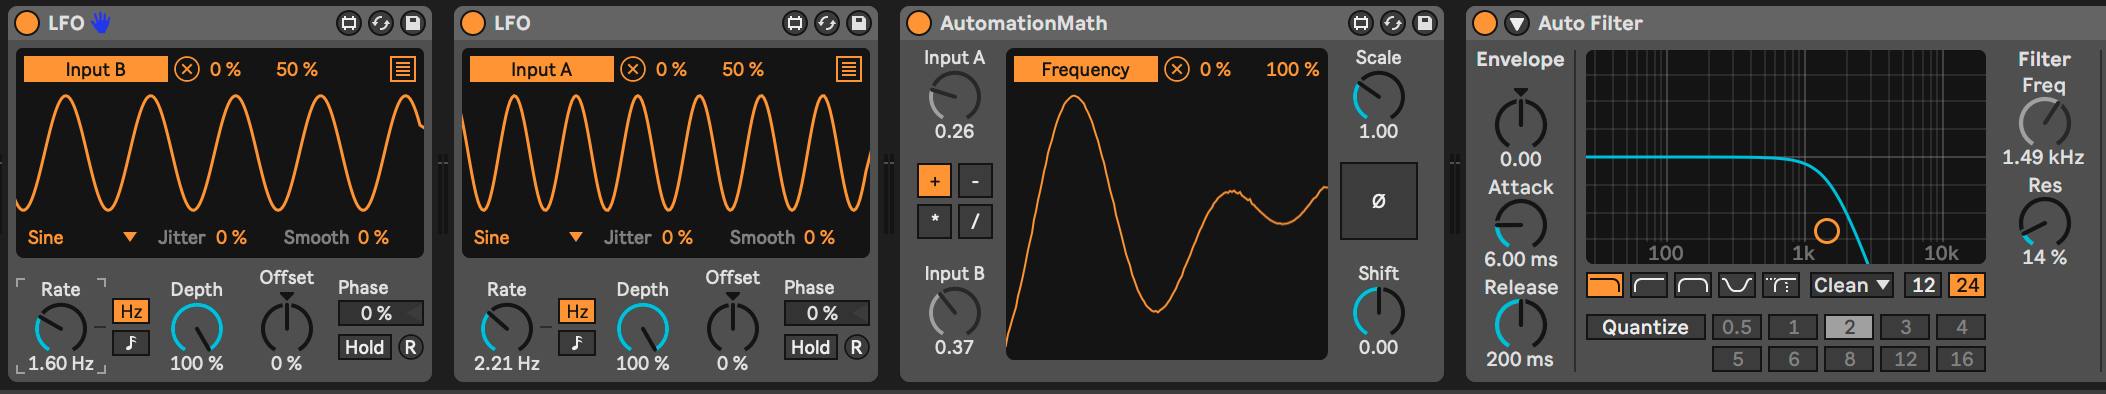 LFO
Input B 0 % 50 %
Sine Jitter 0 % Smooth 0 %
Rate
1.60 Hz
Hz
Depth
100 %
Offset
0 %
Phase
0 %
Hold R
LFO
Input A 0 % 50 %
Sine Jitter 0 % Smooth 0 %
Rate
2.21 Hz
Hz
Depth
100 %
Offset
0 %
Phase
0 %
Hold R
AutomationMath
Input A
0.26
+ -
* /
Input B
0.37
Frequency 0 % 100 %
Scale
1.00
Ø
Shift
0.00
Auto Filter
Envelope
0.00
Attack
6.00 ms
Release
200 ms
100 1k 10k
Clean 12 24
Quantize 0.5 1 2 3 4
5 6 8 12 16
Filter
Freq
1.49 kHz
Res
14 %